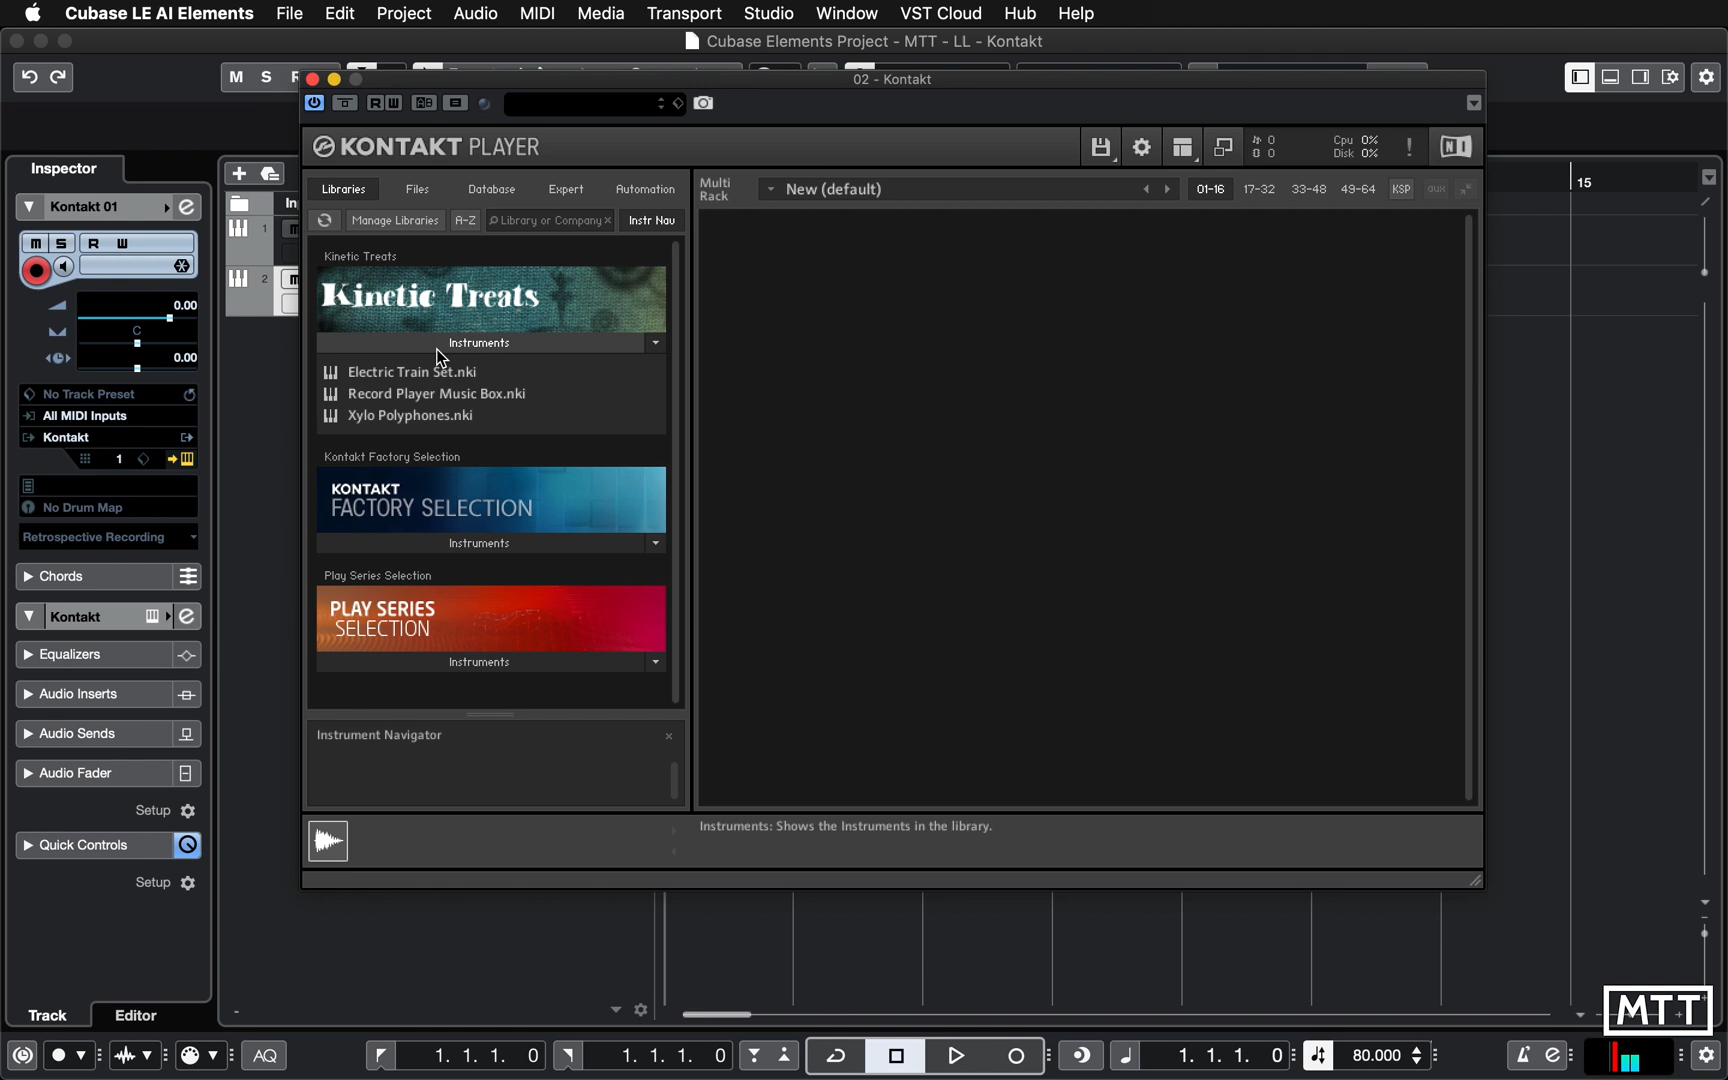 Cubase LE AI Elements File Edit Project Audio MIDI Media Transport Studio Window VST Cloud Hub Help
Cubase Elements Project - MTT - LL - Kontakt
M S R
02 - Kontakt
R W
KONTAKT PLAYER
0
0
Cpu 0%
Disk 0%
!
NI
Inspector
Kontakt 01
M S R W
0.00
C
0.00
No Track Preset
All MIDI Inputs
Kontakt
1
No Drum Map
Retrospective Recording
Chords
Kontakt
Equalizers
Audio Inserts
Audio Sends
Audio Fader
Setup
Quick Controls
Setup
Track Editor
In
1
2
Libraries Files Database Expert Automation
Manage Libraries A-Z Library or Company Instr Nav
Kinetic Treats
Kinetic Treats
Instruments
Electric Train Set.nki
Record Player Music Box.nki
Xylo Polyphones.nki
Kontakt Factory Selection
KONTAKT
FACTORY SELECTION
Instruments
Play Series Selection
PLAY SERIES
SELECTION
Instruments
Instrument Navigator
Multi
Rack
New (default)
01-16 17-32 33-48 49-64 KSP aux
15
Instruments: Shows the Instruments in the library.
MTT
AQ
1. 1. 1. 0
1. 1. 1. 0
1. 1. 1. 0
80.000